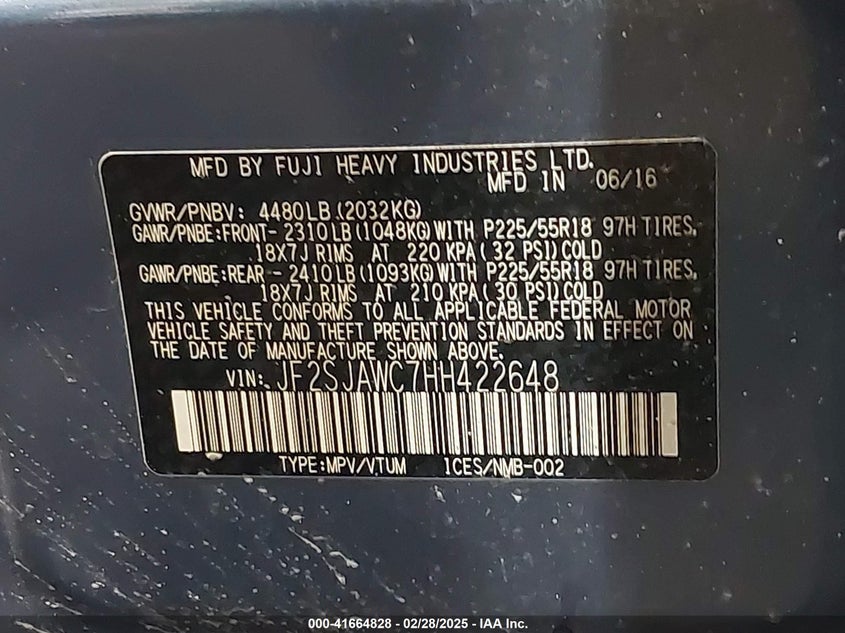 MFD BY FUJI HEAVY INDUSTRIES LTD.
MFD IN 06/16
GVWR/PNBV: 4480LB (2032KG)
GAWR/PNBE:FRONT- 2310 LB (1048KG) WITH P225/55R18 97H TIRES,
18X7J RIMS AT 220 KPA ( 32 PSI) COLD
GAWR/PNBE:REAR - 2410 LB (1093KG) WITH P225/55R18 97H TIRES,
18X7J RIMS AT 210 KPA ( 30 PSI) COLD
THIS VEHICLE CONFORMS TO ALL APPLICABLE FEDERAL MOTOR
VEHICLE SAFETY AND THEFT PREVENTION STANDARDS IN EFFECT ON
THE DATE OF MANUFACTURE SHOWN ABOVE.
VIN: JF2SJAWC7HH422648
TYPE:MPV/VTUM ICES/NMB-002
000-41664828 - 02/28/2025 - IAA Inc.